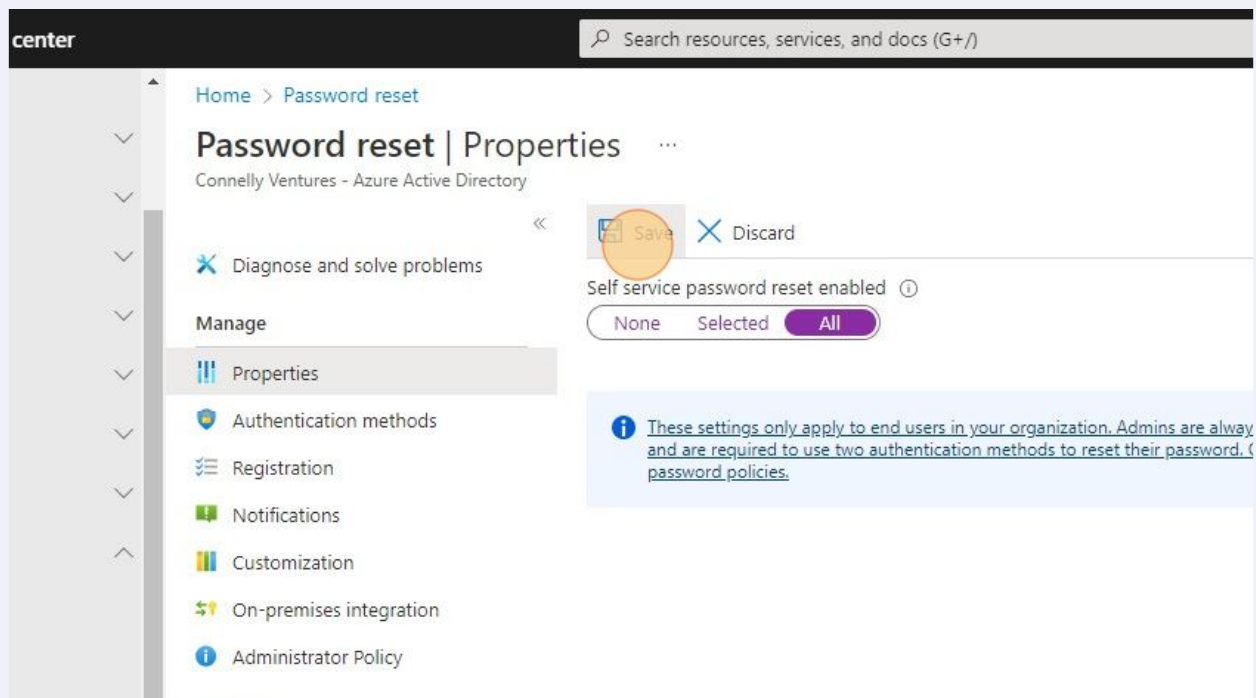 center
Search resources, services, and docs (G+/)
Home > Password reset
Password reset | Properties ...
Connelly Ventures - Azure Active Directory
«
Save
Discard
Diagnose and solve problems
Self service password reset enabled
None Selected All
Manage
Properties
Authentication methods
Registration
Notifications
Customization
On-premises integration
Administrator Policy
These settings only apply to end users in your organization. Admins are alway
and are required to use two authentication methods to reset their password.
password policies.